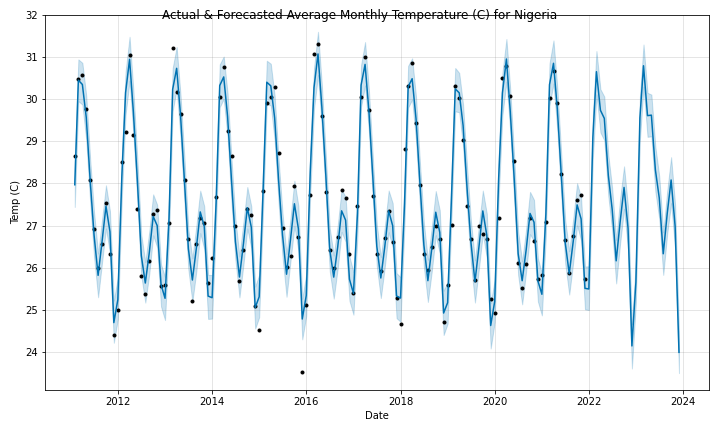 Actual & Forecasted Average Monthly Temperature (C) for Nigeria
32
31
30
29
28
27
26
25
24
Temp (C)
2012 2014 2016 2018 2020 2022 2024
Date